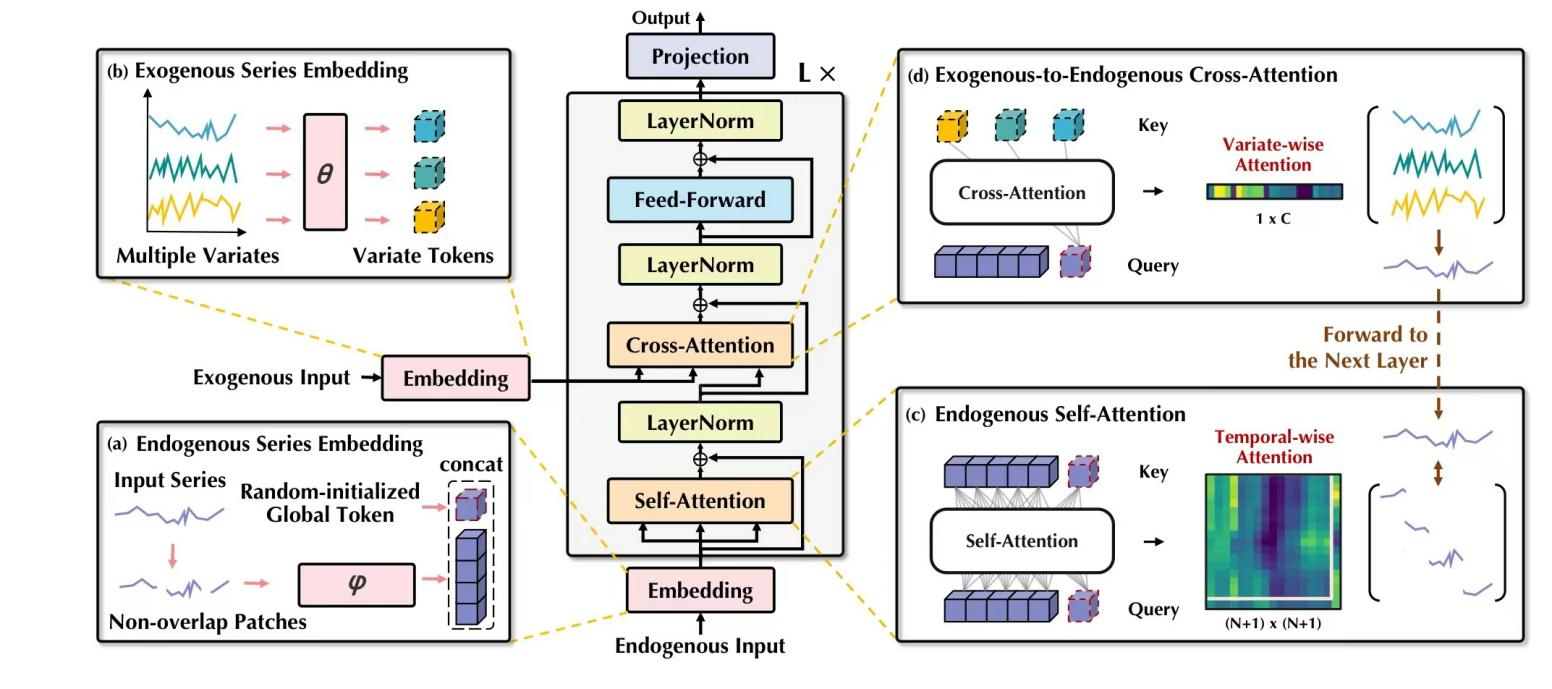 Output
Projection
L ×
LayerNorm
Feed-Forward
LayerNorm
Cross-Attention
LayerNorm
Self-Attention
Embedding
Endogenous Input
Exogenous Input
Embedding
(b) Exogenous Series Embedding
θ
Multiple Variates
Variate Tokens
(a) Endogenous Series Embedding
concat
Input Series
Random-initialized
Global Token
φ
Non-overlap Patches
(d) Exogenous-to-Endogenous Cross-Attention
Key
Cross-Attention
Variate-wise
Attention
1 x C
Query
Forward to
the Next Layer
(c) Endogenous Self-Attention
Key
Self-Attention
Temporal-wise
Attention
Query
(N+1) x (N+1)